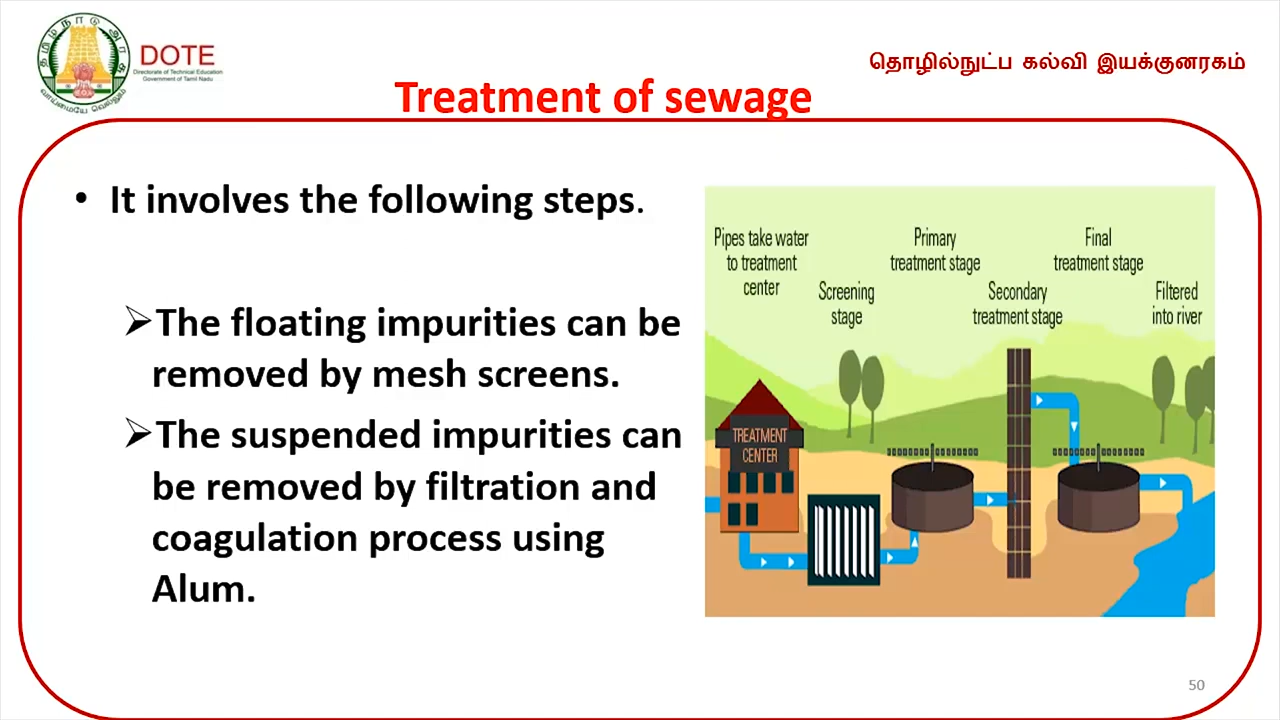 DOTE
Directorate of Technical Education
Government of Tamil Nadu
தொழில்நுட்ப கல்வி இயக்குனரகம்
Treatment of sewage
• It involves the following steps.
➢The floating impurities can be
removed by mesh screens.
➢The suspended impurities can
be removed by filtration and
coagulation process using
Alum.
Pipes take water
to treatment
center
Screening
stage
Primary
treatment stage
Secondary
treatment stage
Final
treatment stage
Filtered
into river
TREATMENT
CENTER
50